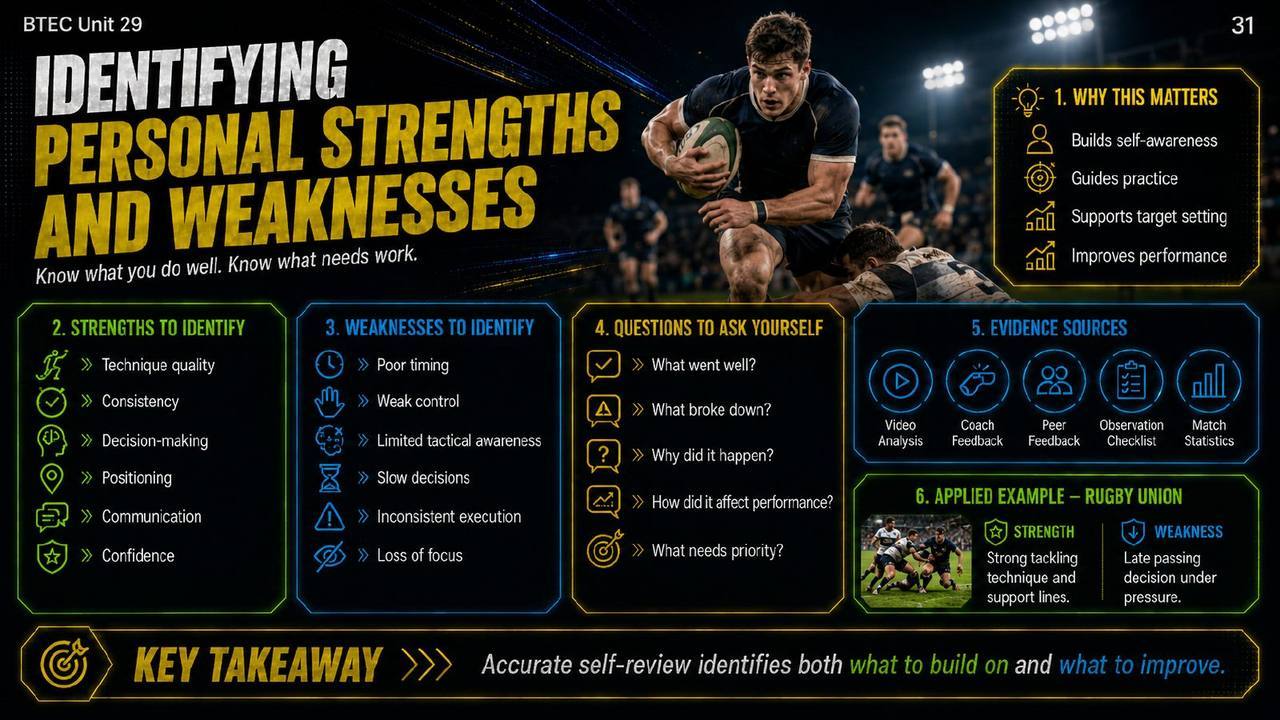 BTEC Unit 29
31
IDENTIFYING
PERSONAL STRENGTHS
AND WEAKNESSES
Know what you do well. Know what needs work.
1. WHY THIS MATTERS
Builds self-awareness
Guides practice
Supports target setting
Improves performance
2. STRENGTHS TO IDENTIFY
» Technique quality
» Consistency
» Decision-making
» Positioning
» Communication
» Confidence
3. WEAKNESSES TO IDENTIFY
» Poor timing
» Weak control
» Limited tactical awareness
» Slow decisions
» Inconsistent execution
» Loss of focus
4. QUESTIONS TO ASK YOURSELF
» What went well?
» What broke down?
» Why did it happen?
» How did it affect performance?
» What needs priority?
5. EVIDENCE SOURCES
Video
Analysis
Coach
Feedback
Peer
Feedback
Observation
Checklist
Match
Statistics
6. APPLIED EXAMPLE – RUGBY UNION
STRENGTH
Strong tackling
technique and
support lines.
WEAKNESS
Late passing
decision under
pressure.
KEY TAKEAWAY
Accurate self-review identifies both what to build on and what to improve.